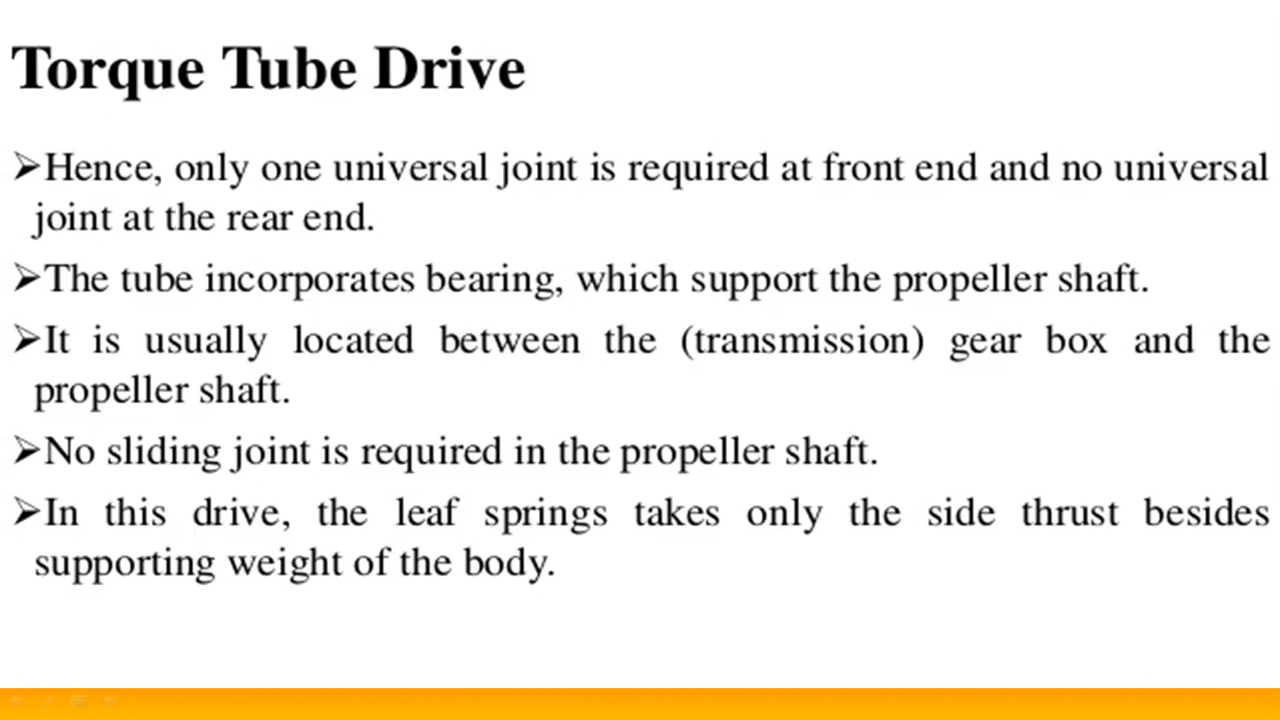 Torque Tube Drive
➢Hence, only one universal joint is required at front end and no universal
joint at the rear end.
➢The tube incorporates bearing, which support the propeller shaft.
➢It is usually located between the (transmission) gear box and the
propeller shaft.
➢No sliding joint is required in the propeller shaft.
➢In this drive, the leaf springs takes only the side thrust besides
supporting weight of the body.